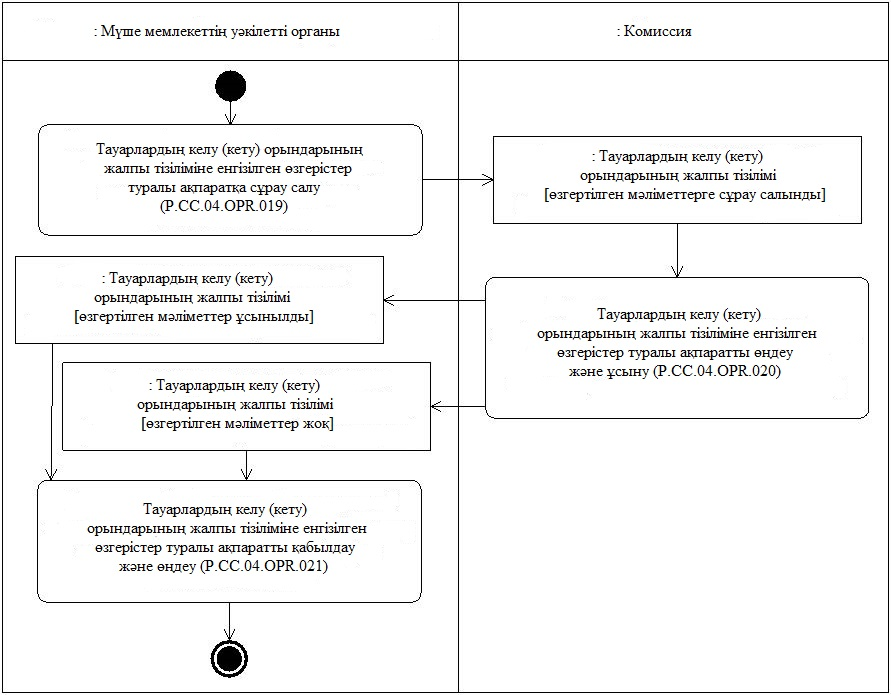 : Мүше мемлекеттің уәкілетті органы
: Комиссия
Тауарлардың келу (кету) орындарының
жалпы тізіліміне енгізілген өзгерістер
туралы ақпаратқа сұрау салу
(P.CC.04.OPR.019)
: Тауарлардың келу (кету)
орындарының жалпы тізілімі
[өзгертілген мәліметтерге сұрау салынды]
: Тауарлардың келу (кету)
орындарының жалпы тізілімі
[өзгертілген мәліметтер ұсынылды]
Тауарлардың келу (кету)
орындарының жалпы тізіліміне енгізілген
өзгерістер туралы ақпаратты өңдеу
және ұсыну (P.CC.04.OPR.020)
: Тауарлардың келу (кету)
орындарының жалпы тізілімі
[өзгертілген мәліметтер жоқ]
Тауарлардың келу (кету)
орындарының жалпы тізіліміне енгізілген
өзгерістер туралы ақпаратты қабылдау
және өңдеу (P.CC.04.OPR.021)